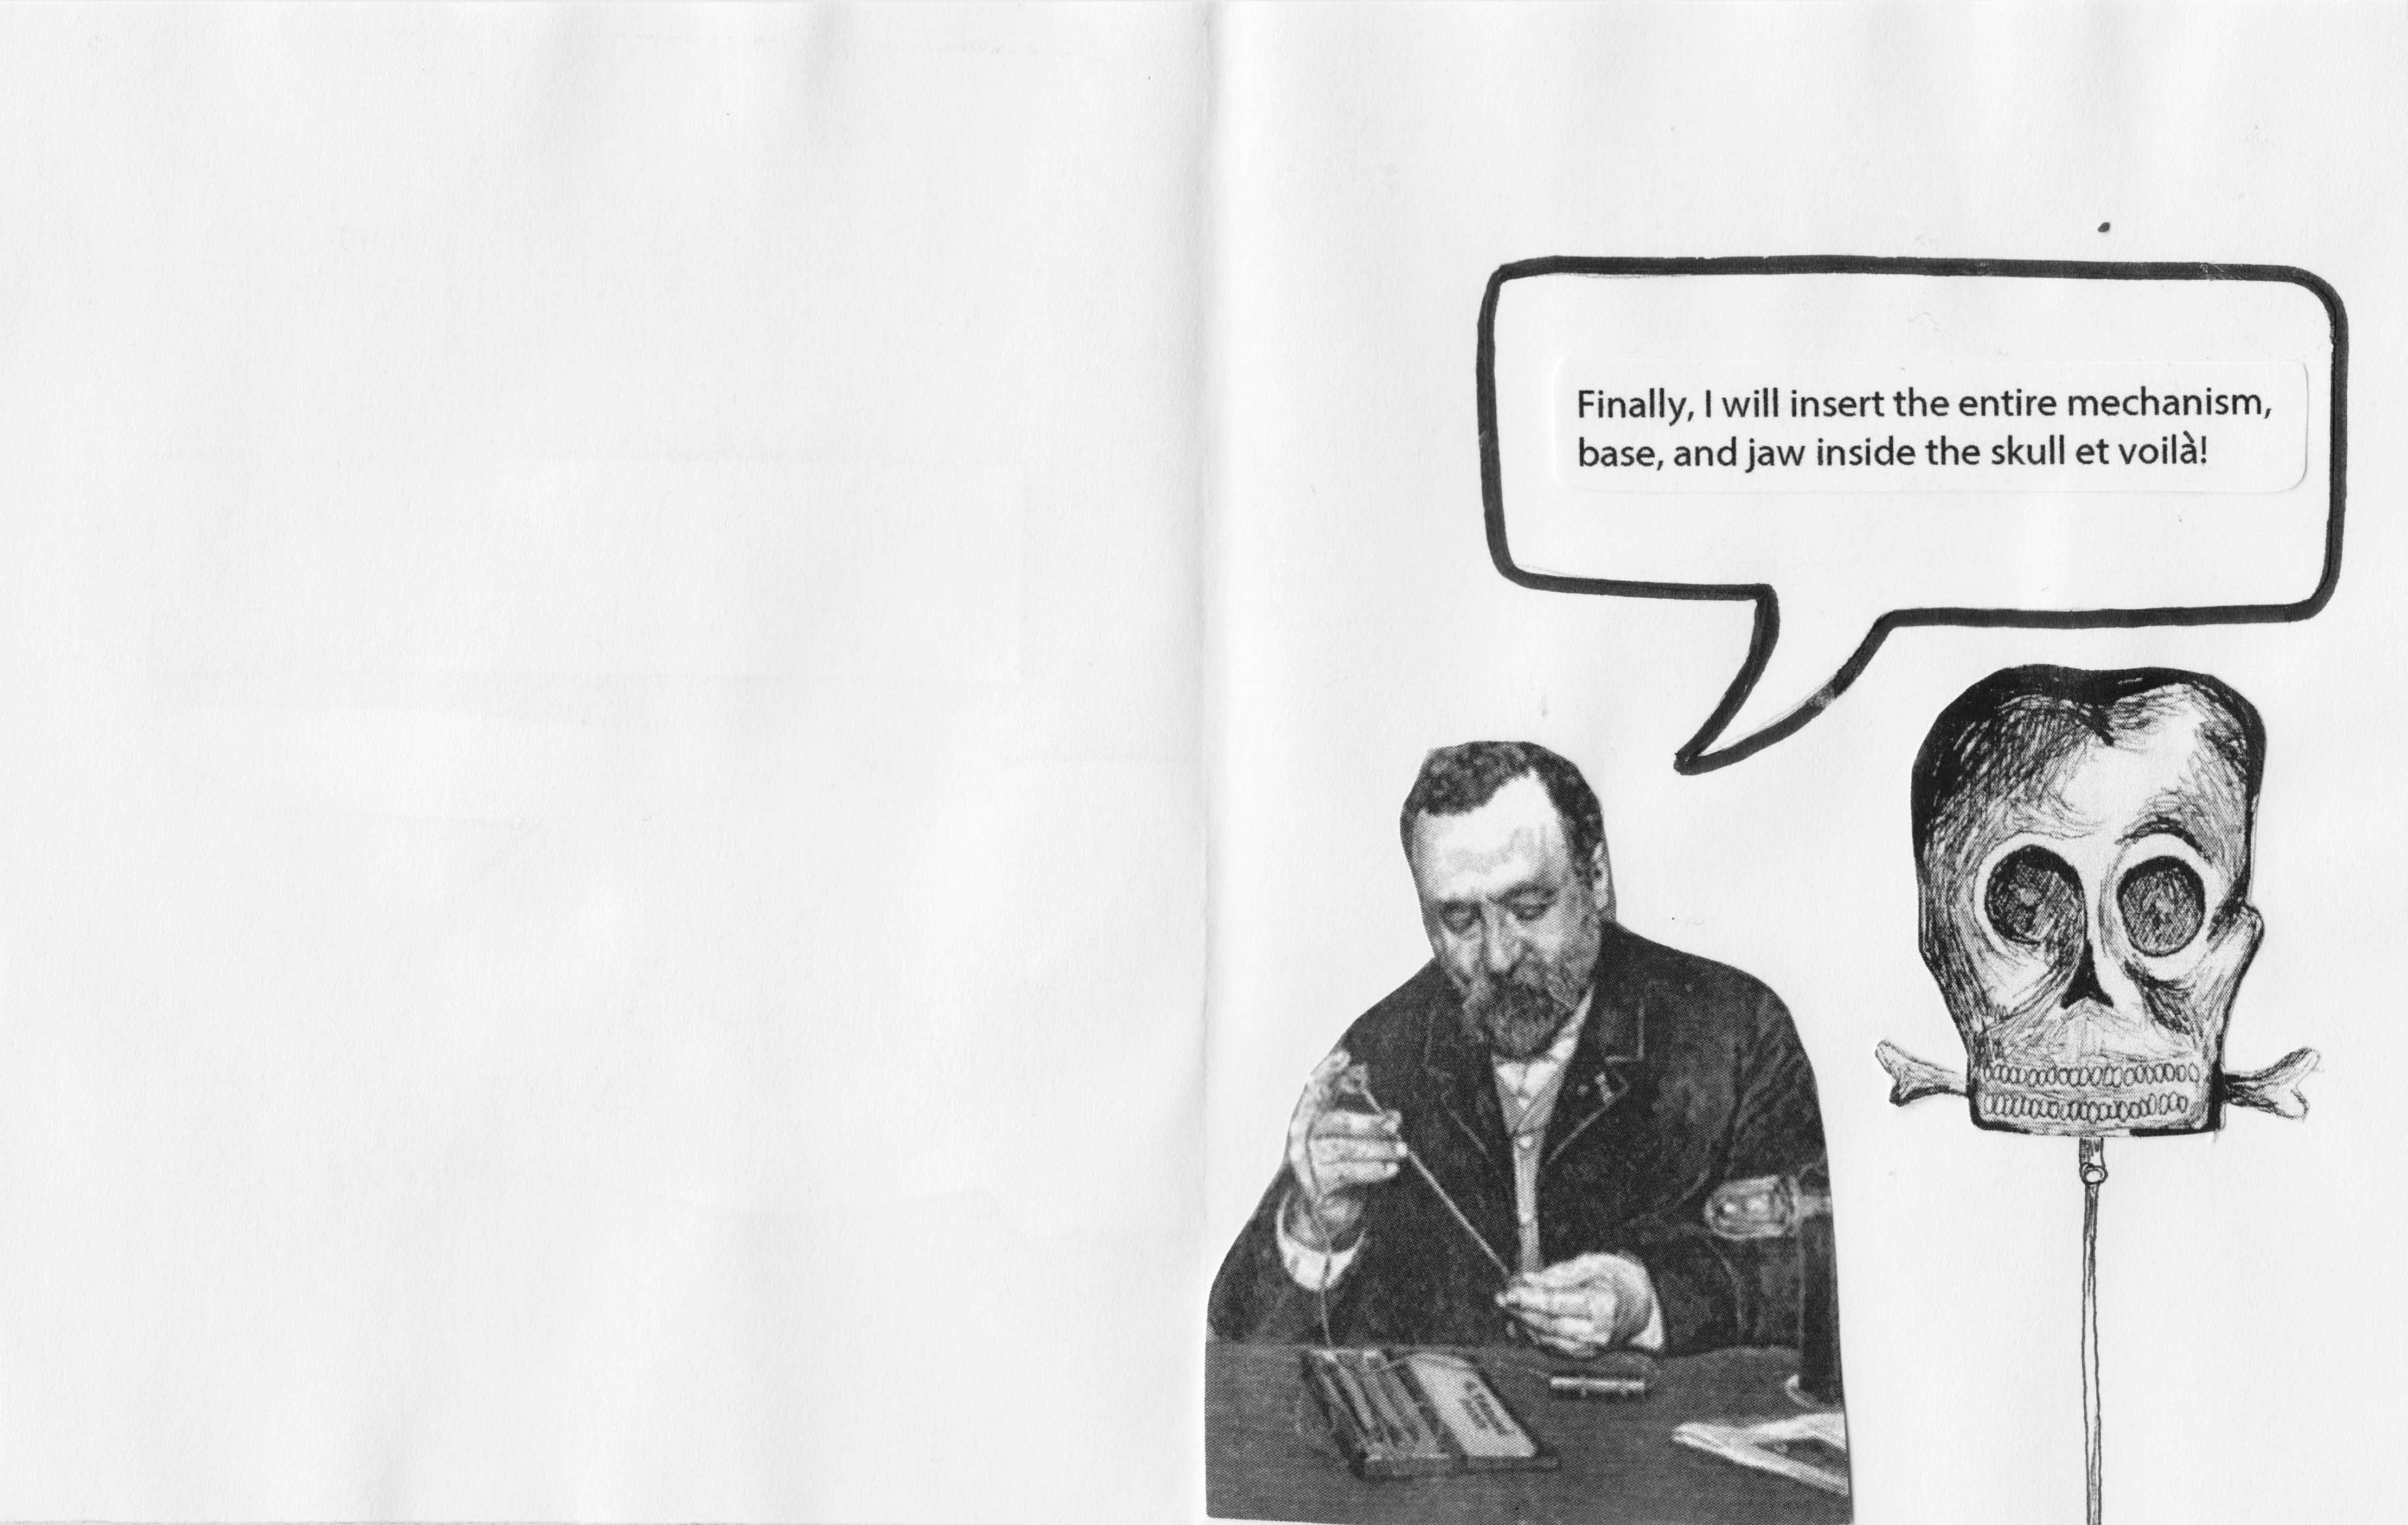 Finally, I will insert the entire mechanism,
base, and jaw inside the skull et voilà!